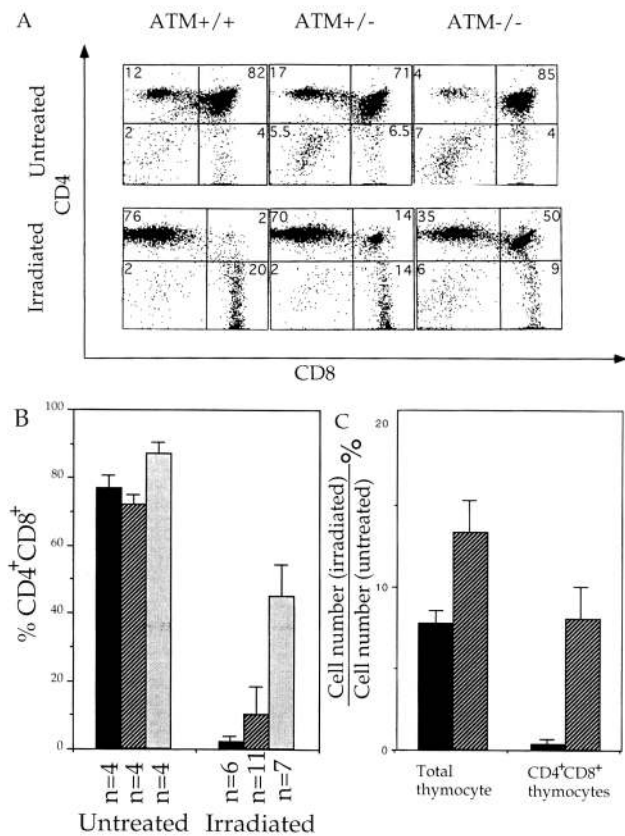 A
ATM+/+ ATM+/- ATM-/-
Untreated
12 82 17 71 4 85
2 4 5.5 6.5 7 4
CD4
Irradiated
76 2 70 14 35 50
2 20 2 14 6 9
CD8
B
% CD4+CD8+
100
80
60
40
20
0
n=4 n=4 n=4 n=6 n=11 n=7
Untreated Irradiated
C
Cell number (irradiated)
Cell number (untreated)
%
20
10
0
Total thymocyte
CD4+CD8+ thymocytes